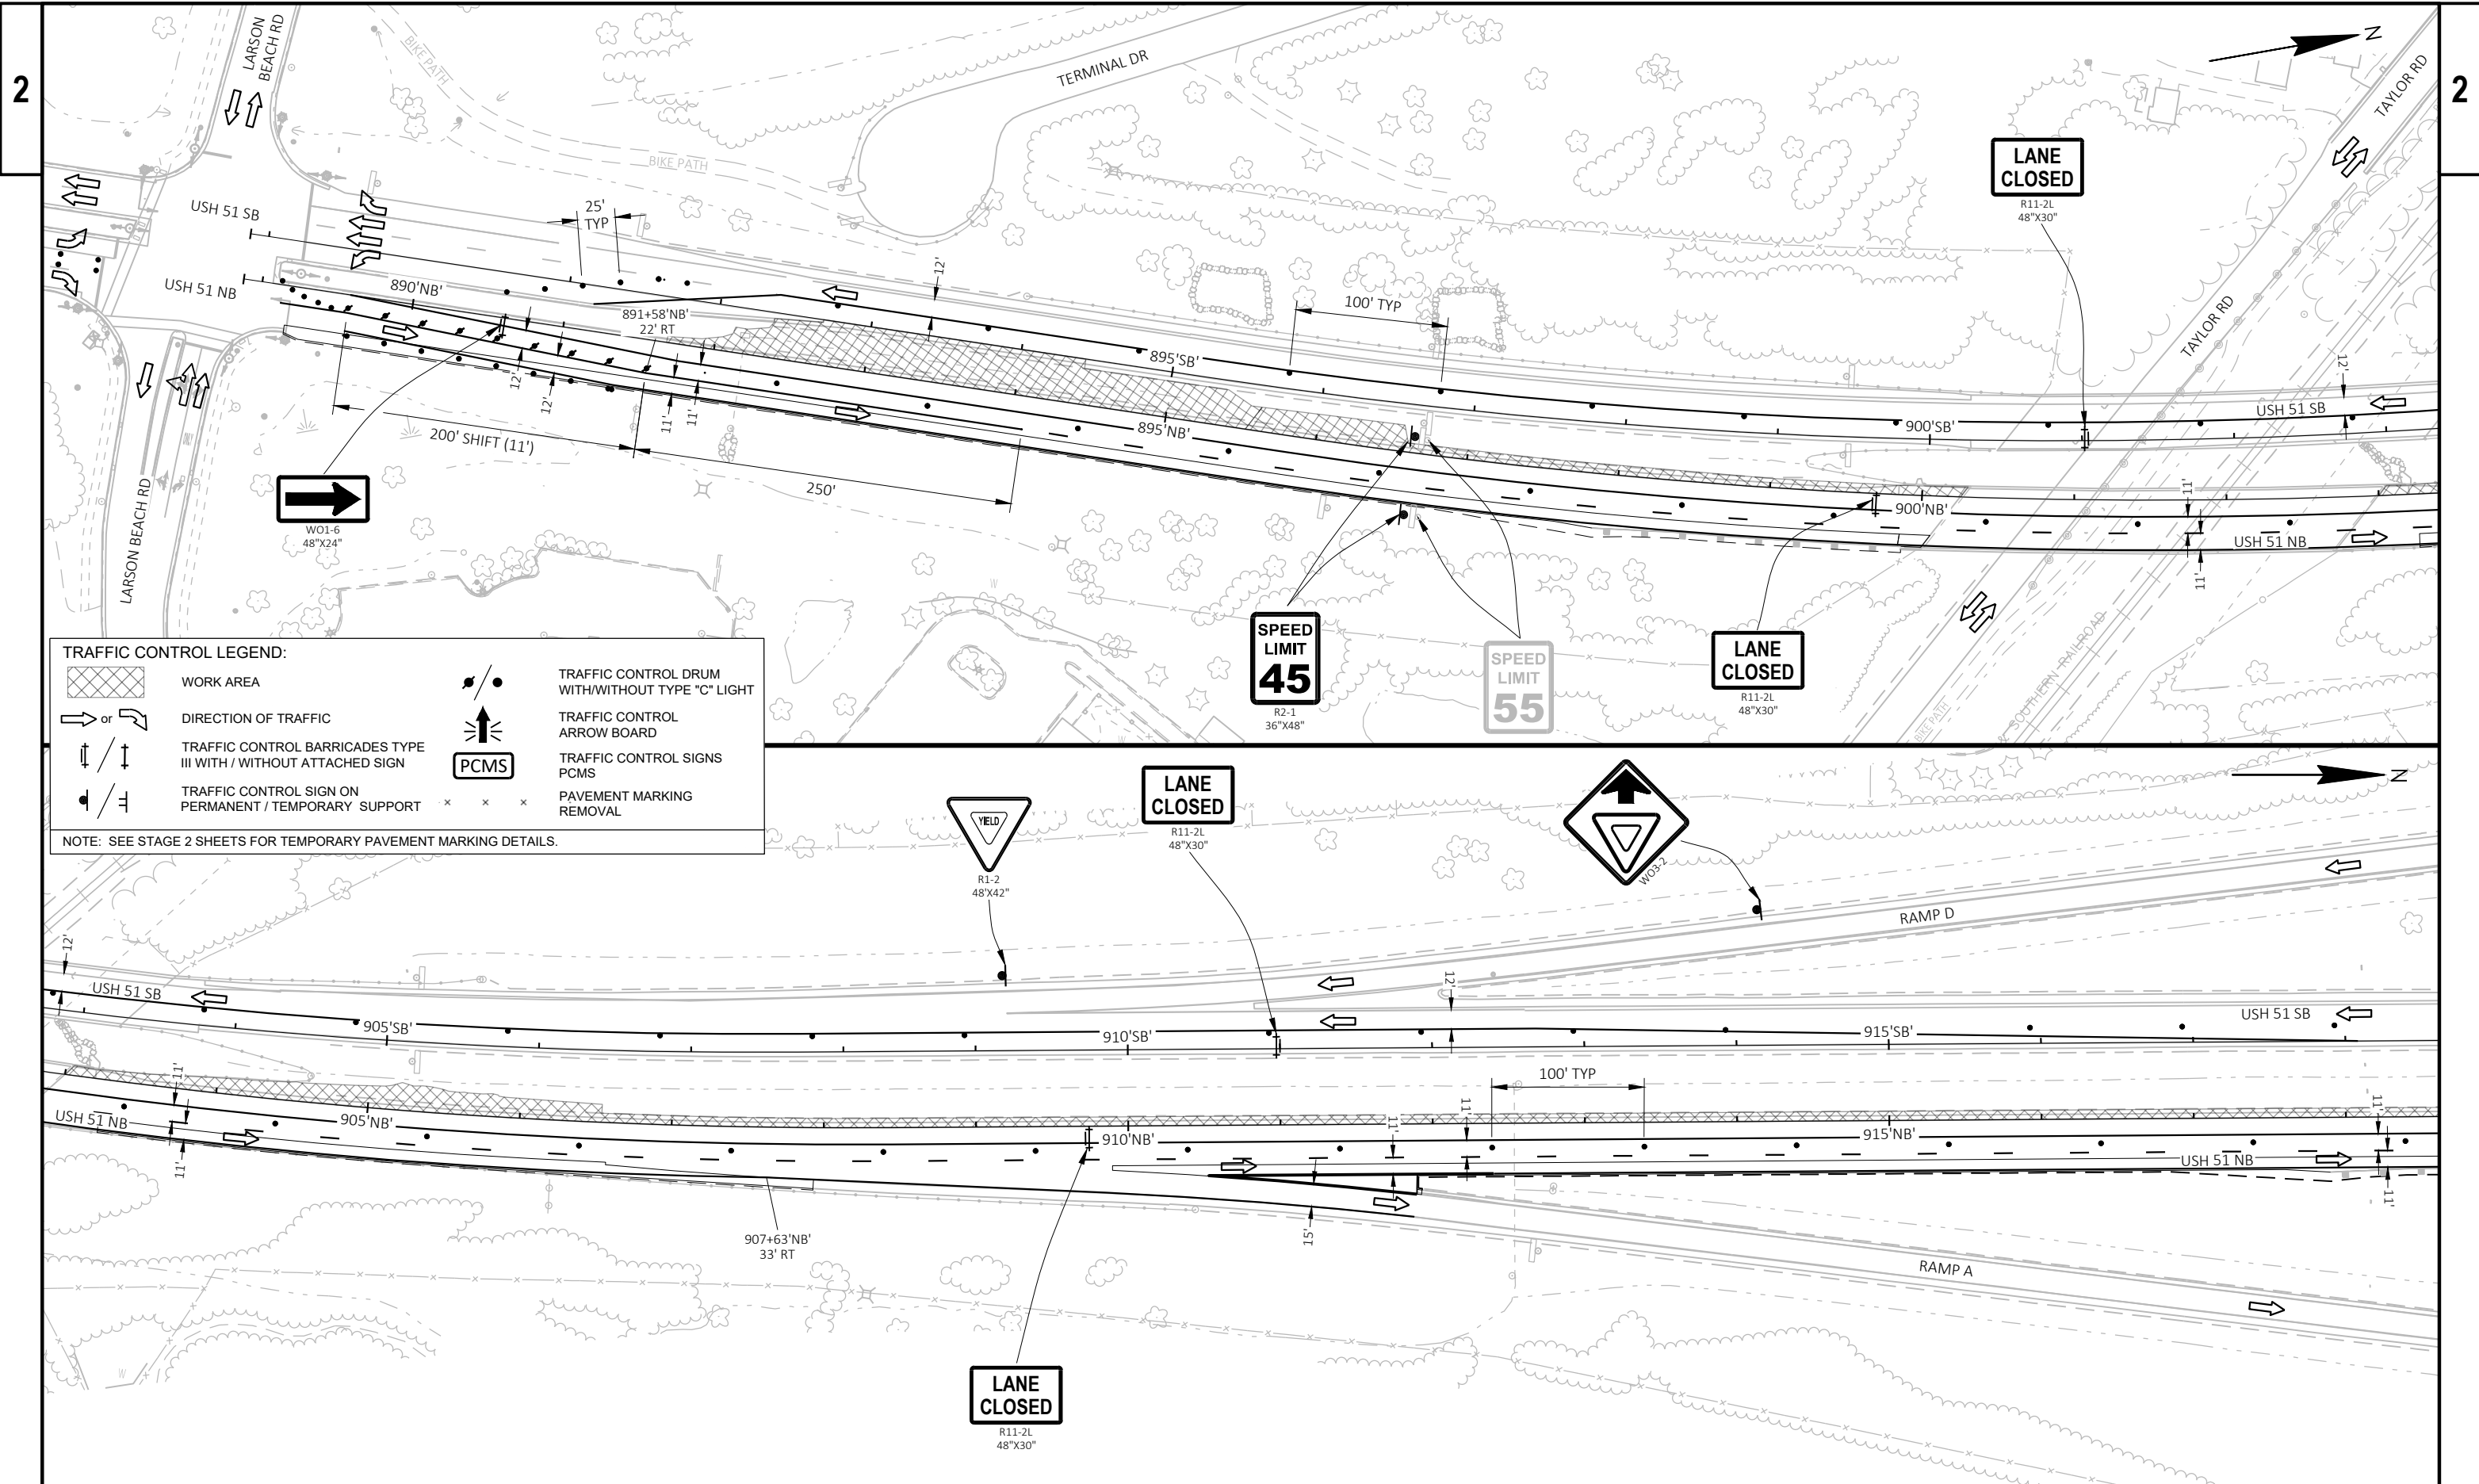 2
2
LARSON
BEACH RD
BIKE PATH
TERMINAL DR
N
TAYLOR RD
BIKE PATH
LANE
CLOSED
R11-2L
48"X30"
USH 51 SB
25'
TYP
12'
USH 51 NB
890'NB'
891+58'NB'
22' RT
100' TYP
TAYLOR RD
895'SB'
12'
12'
12'
11'
11'
895'NB'
900'SB'
USH 51 SB
200' SHIFT (11')
250'
900'NB'
11'
USH 51 NB
11'
WO1-6
48"X24"
LARSON BEACH RD
SPEED
LIMIT
45
R2-1
36"X48"
SPEED
LIMIT
55
LANE
CLOSED
R11-2L
48"X30"
BIKE PATH
SOUTHERN RAILROAD
TRAFFIC CONTROL LEGEND:
WORK AREA
or
DIRECTION OF TRAFFIC
TRAFFIC CONTROL BARRICADES TYPE
III WITH / WITHOUT ATTACHED SIGN
TRAFFIC CONTROL SIGN ON
PERMANENT / TEMPORARY SUPPORT
TRAFFIC CONTROL DRUM
WITH/WITHOUT TYPE "C" LIGHT
TRAFFIC CONTROL
ARROW BOARD
PCMS
TRAFFIC CONTROL SIGNS
PCMS
PAVEMENT MARKING
REMOVAL
NOTE: SEE STAGE 2 SHEETS FOR TEMPORARY PAVEMENT MARKING DETAILS.
YIELD
R1-2
48'X42"
LANE
CLOSED
R11-2L
48"X30"
WO3-2
N
RAMP D
12'
USH 51 SB
905'SB'
910'SB'
12'
915'SB'
USH 51 SB
11'
USH 51 NB
11'
905'NB'
910'NB'
11'
11'
100' TYP
915'NB'
11'
USH 51 NB
11'
907+63'NB'
33' RT
15'
RAMP A
LANE
CLOSED
R11-2L
48"X30"